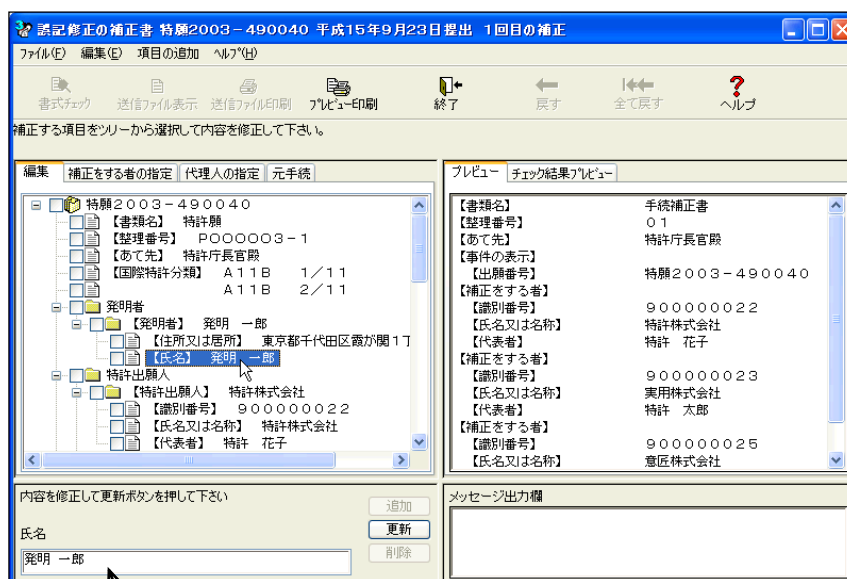 誤記修正の補正書 特願2003－490040 平成15年9月23日提出 1回目の補正
ファイル(F) 編集(E) 項目の追加 ヘルプ(H)
書式チェック 送信ファイル表示 送信ファイル印刷 プレビュー印刷 終了 戻す 全て戻す ヘルプ
補正する項目をツリーから選択して内容を修正して下さい。
編集 補正をする者の指定 代理人の指定 元手続
特願２００３－４９００４０
【書類名】 特許願
【整理番号】 Ｐ０００００３－１
【あて先】 特許庁長官殿
【国際特許分類】 Ａ１１Ｂ １／１１
Ａ１１Ｂ ２／１１
発明者
【発明者】 発明 一郎
【住所又は居所】 東京都千代田区霞が関１丁
【氏名】 発明 一郎
特許出願人
【特許出願人】 特許株式会社
【識別番号】 ９０００００００２２
【氏名又は名称】 特許株式会社
【代表者】 特許 花子
プレビュー チェック結果プレビュー
【書類名】 手続補正書
【整理番号】 ０１
【あて先】 特許庁長官殿
【事件の表示】
【出願番号】 特願２００３－４９００４０
【補正をする者】
【識別番号】 ９００００００２２
【氏名又は名称】 特許株式会社
【代表者】 特許 花子
【補正をする者】
【識別番号】 ９００００００２３
【氏名又は名称】 実用株式会社
【代表者】 特許 太郎
【補正をする者】
【識別番号】 ９００００００２５
【氏名又は名称】 意匠株式会社
内容を修正して更新ボタンを押して下さい
追加
更新
削除
氏名
発明 一郎
メッセージ出力欄